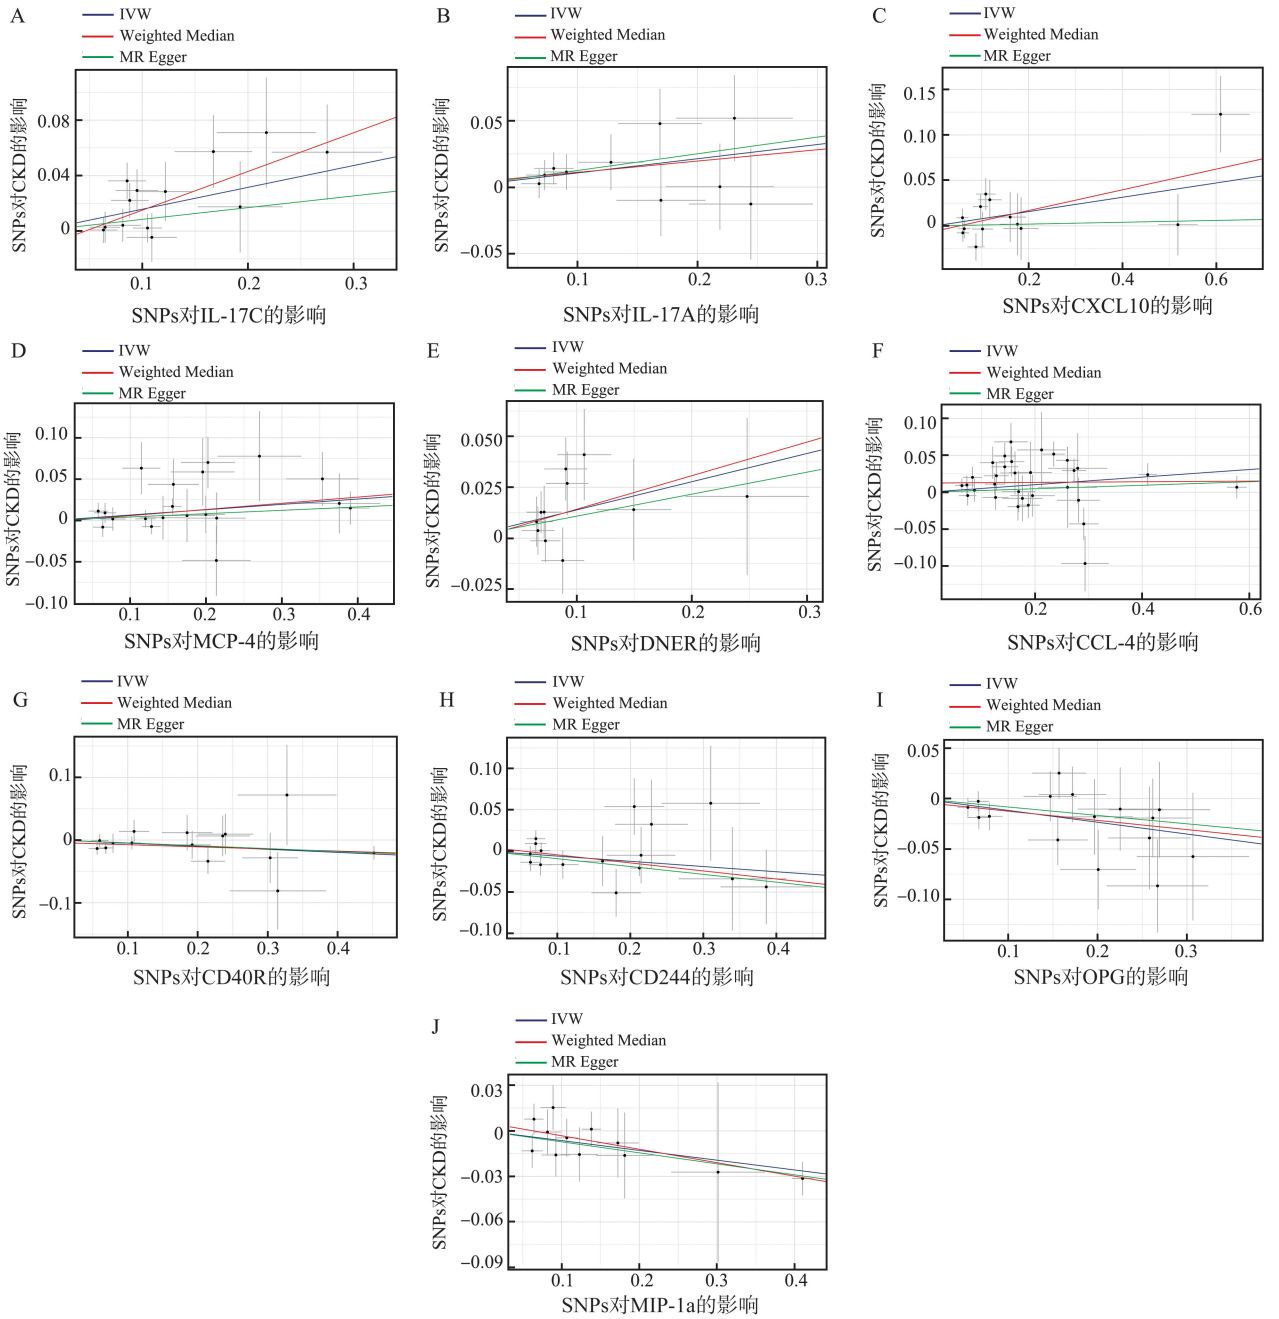 A
IVW
Weighted Median
MR Egger
SNPs对CKD的影响
0.08
0.04
0
0.1
0.2
0.3
SNPs对IL-17C的影响
B
IVW
Weighted Median
MR Egger
SNPs对CKD的影响
0.05
0
−0.05
0.1
0.2
0.3
SNPs对IL-17A的影响
C
IVW
Weighted Median
MR Egger
SNPs对CKD的影响
0.15
0.10
0.05
0
0.2
0.4
0.6
SNPs对CXCL10的影响
D
IVW
Weighted Median
MR Egger
SNPs对CKD的影响
0.10
0.05
0
−0.05
−0.10
0.1
0.2
0.3
0.4
SNPs对MCP-4的影响
E
IVW
Weighted Median
MR Egger
SNPs对CKD的影响
0.050
0.025
0
−0.025
0.1
0.2
0.3
SNPs对DNER的影响
F
IVW
Weighted Median
MR Egger
SNPs对CKD的影响
0.10
0.05
0
−0.05
−0.10
0.2
0.4
0.6
SNPs对CCL-4的影响
G
IVW
Weighted Median
MR Egger
SNPs对CKD的影响
0.1
0
−0.1
0.1
0.2
0.3
0.4
SNPs对CD40R的影响
H
IVW
Weighted Median
MR Egger
SNPs对CKD的影响
0.10
0.05
0
−0.05
−0.10
0.1
0.2
0.3
0.4
SNPs对CD244的影响
I
IVW
Weighted Median
MR Egger
SNPs对CKD的影响
0.05
0
−0.05
−0.10
0.1
0.2
0.3
SNPs对OPG的影响
J
IVW
Weighted Median
MR Egger
SNPs对CKD的影响
0.03
0
−0.03
−0.06
−0.09
0.1
0.2
0.3
0.4
SNPs对MIP-1a的影响